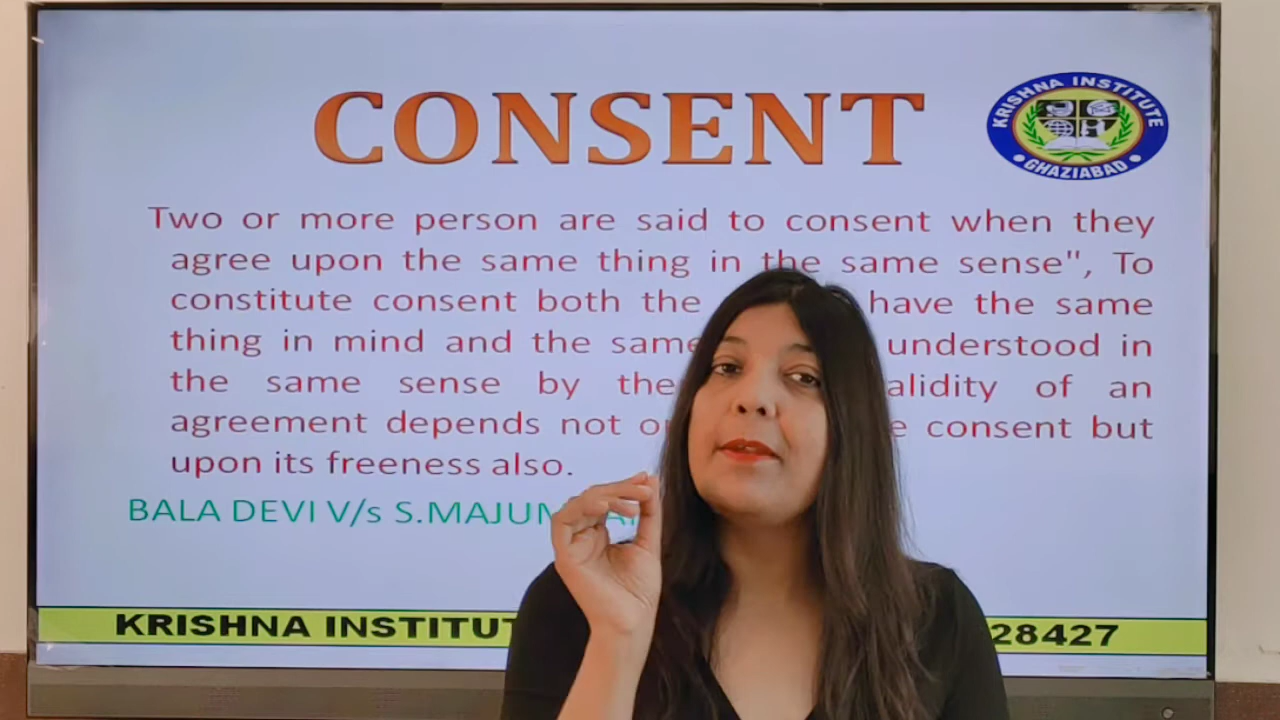 CONSENT
KRISHNA INSTITUTE
GHAZIABAD
Two or more person are said to consent when they
agree upon the same thing in the same sense", To
constitute consent both the have the same
thing in mind and the same understood in
the same sense by the of an
agreement depends not consent but
upon its freeness also.
BALA DEVI V/s
KRISHNA 28427